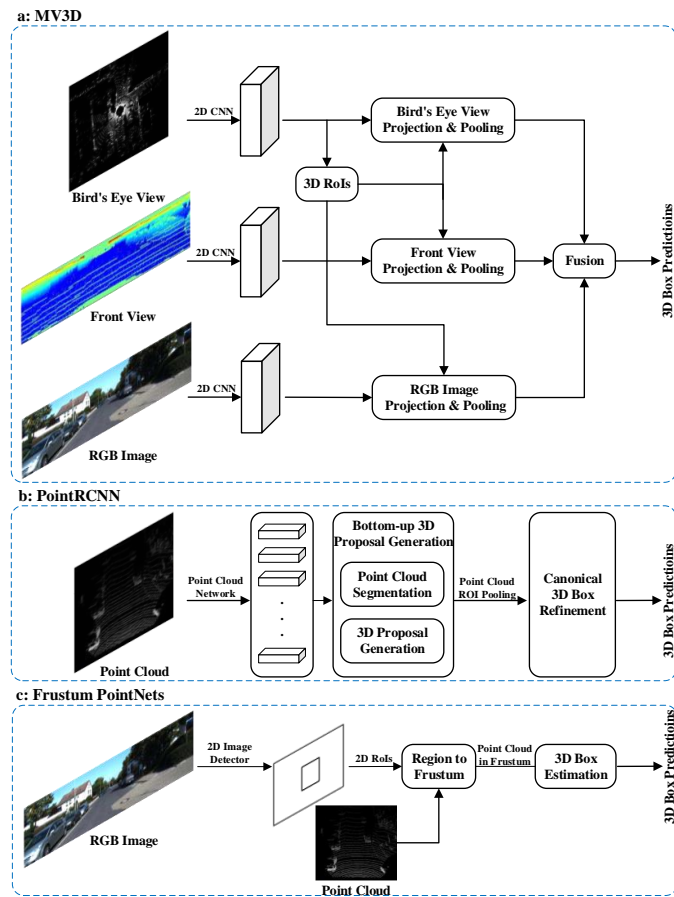 a: MV3D
2D CNN
Bird's Eye View
Bird's Eye View
Projection & Pooling
3D RoIs
2D CNN
Front View
Front View
Projection & Pooling
Fusion
3D Box Predictioins
2D CNN
RGB Image
RGB Image
Projection & Pooling
b: PointRCNN
Point Cloud
Point Cloud
Network
.
.
.
Bottom-up 3D
Proposal Generation
Point Cloud
Segmentation
3D Proposal
Generation
Point Cloud
ROI Pooling
Canonical
3D Box
Refinement
3D Box Predictioins
c: Frustum PointNets
RGB Image
2D Image
Detector
2D RoIs
Point Cloud
Region to
Frustum
Point Cloud
in Frustum
3D Box
Estimation
3D Box Predictioins